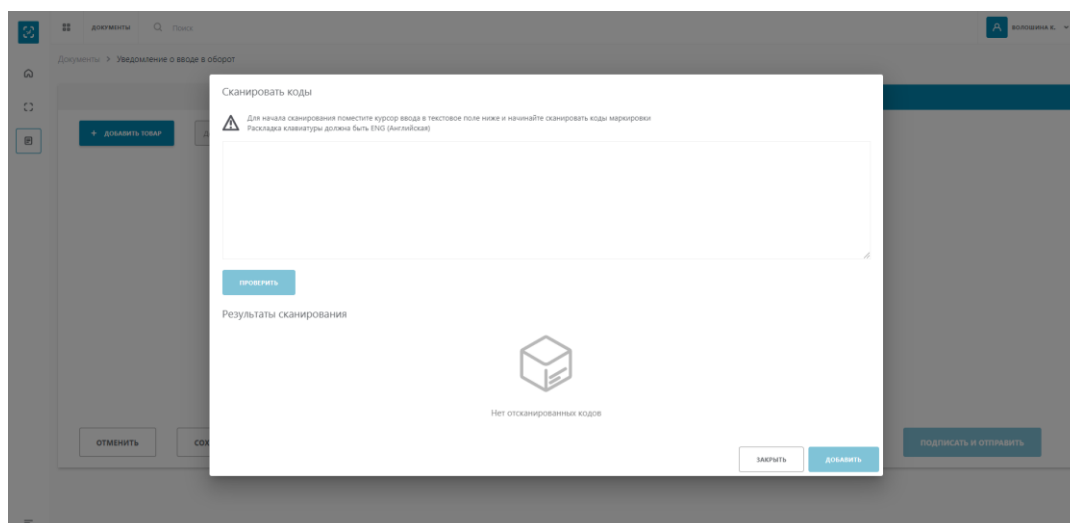 ДОКУМЕНТЫ Поиск ВОЛОШИНА К.
Документы > Уведомление о вводе в оборот
Сканировать коды
Для начала сканирования поместите курсор ввода в текстовое поле ниже и начинайте сканировать коды маркировки
Раскладка клавиатуры должна быть ENG (Английская)
+ ДОБАВИТЬ ТОВАР
ПРОВЕРИТЬ
Результаты сканирования
Нет отсканированных кодов
ОТМЕНИТЬ СОХ ПОДПИСАТЬ И ОТПРАВИТЬ
ЗАКРЫТЬ ДОБАВИТЬ